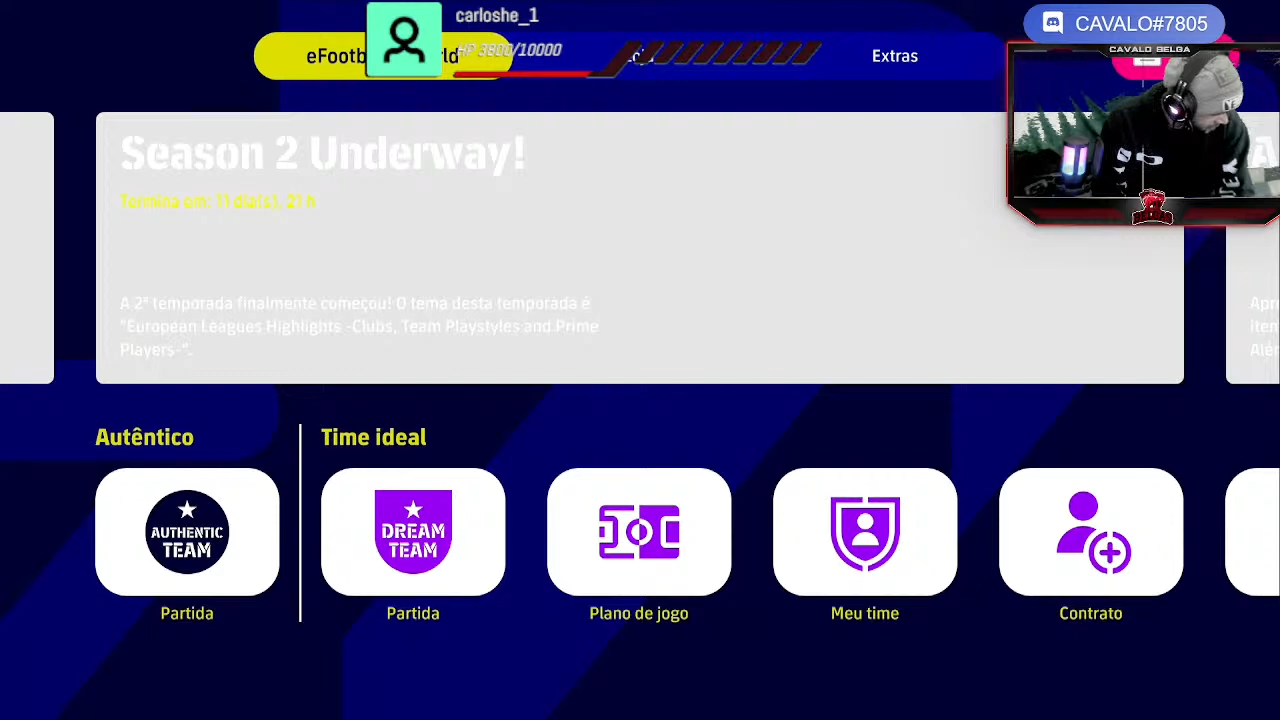 carloshe_1
HP 3800/10000
CAVALO#7805
Extras
CAVALO BELGA
Season 2 Underway!
Termina em: 11 dia(s), 21 h
A 2ª temporada finalmente começou! O tema desta temporada é
"European Leagues Highlights -Clubs, Team Playstyles and Prime
Players-".
Autêntico
Time ideal
AUTHENTIC
TEAM
DREAM
TEAM
Partida
Partida
Plano de jogo
Meu time
Contrato